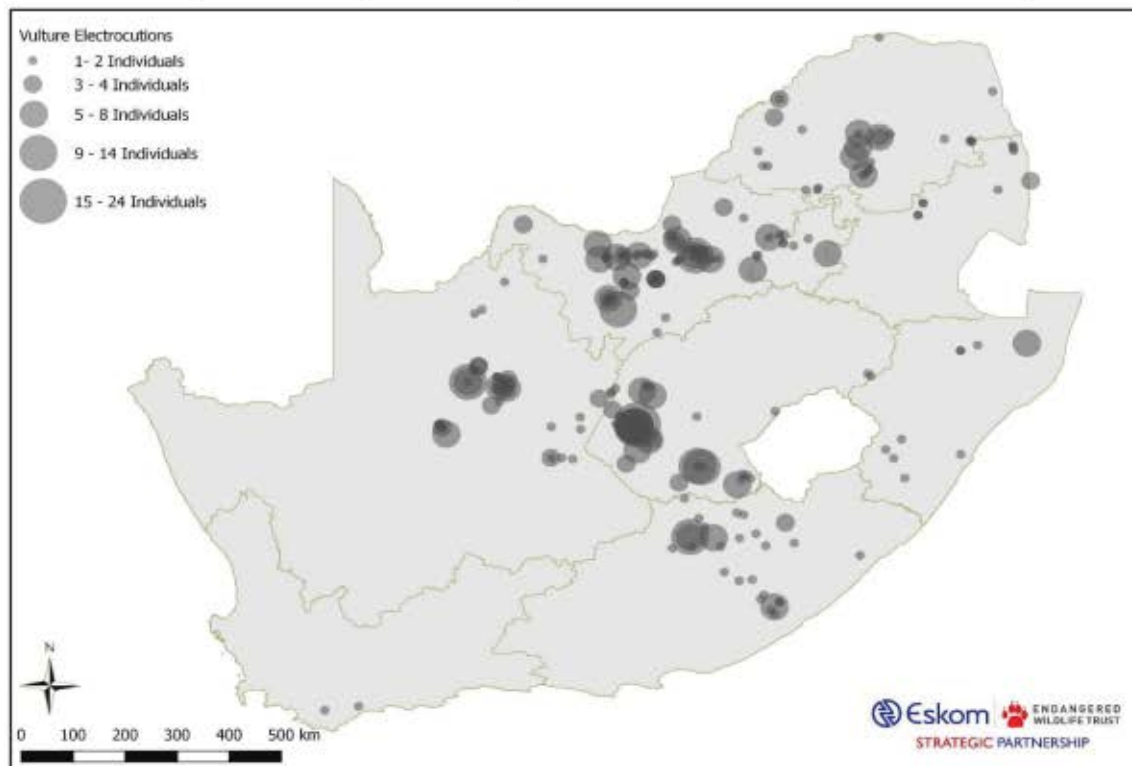 Vulture Electrocutions
1- 2 Individuals
3 - 4 Individuals
5 - 8 Individuals
9 - 14 Individuals
15 - 24 Individuals
N
0 100 200 300 400 500 km
Eskom
ENDANGERED
WILDLIFE TRUST
STRATEGIC PARTNERSHIP